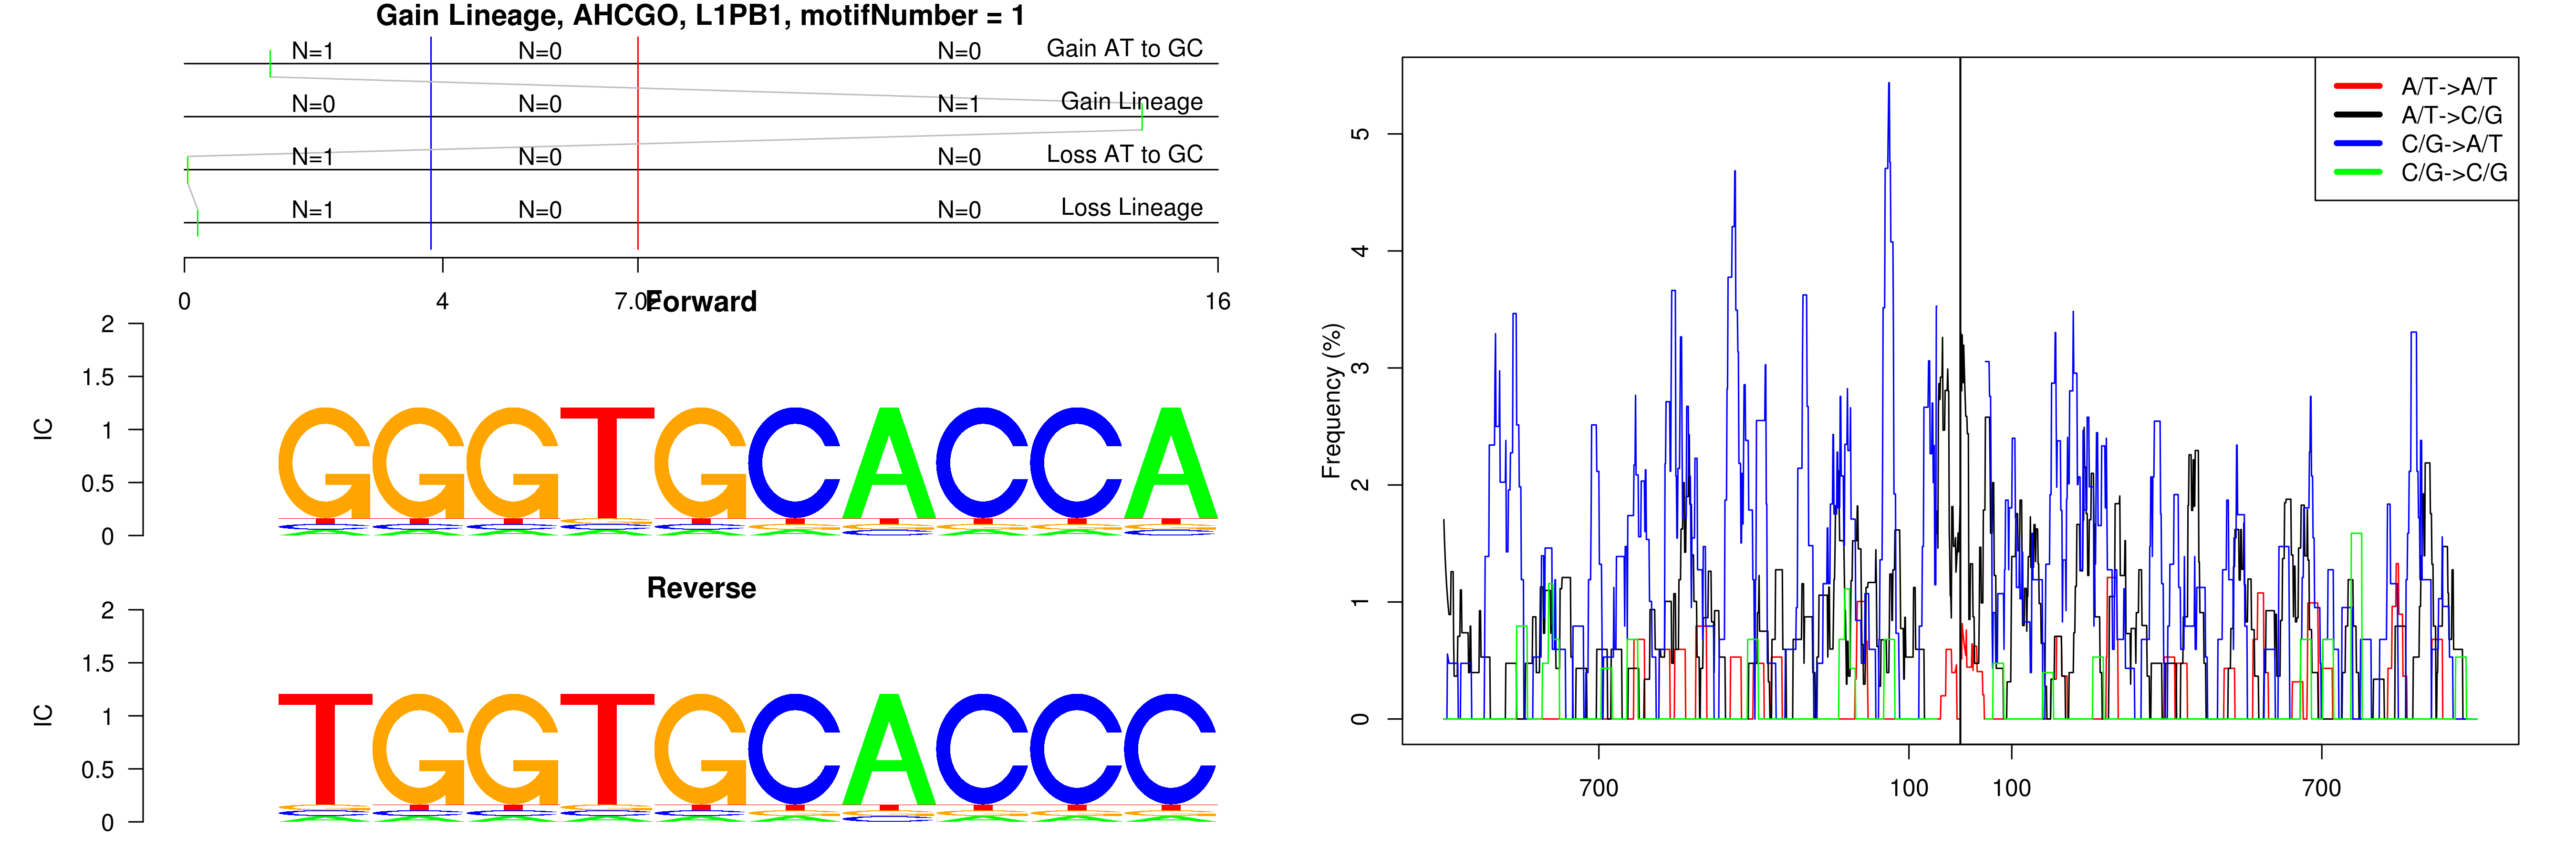 Gain Lineage, AHCGO, L1PB1, motifNumber = 1
N=1 N=0 N=0 Gain AT to GC
N=0 N=0 N=1 Gain Lineage
N=1 N=0 N=0 Loss AT to GC
N=1 N=0 N=0 Loss Lineage
0 4 7.02 16
Forward
2
1.5
1
0.5
0
IC
GGGTGCACCA
Reverse
2
1.5
1
0.5
0
IC
TGGTGCACCC
Frequency (%)
5
4
3
2
1
0
700 100 100 700
A/T->A/T
A/T->C/G
C/G->A/T
C/G->C/G